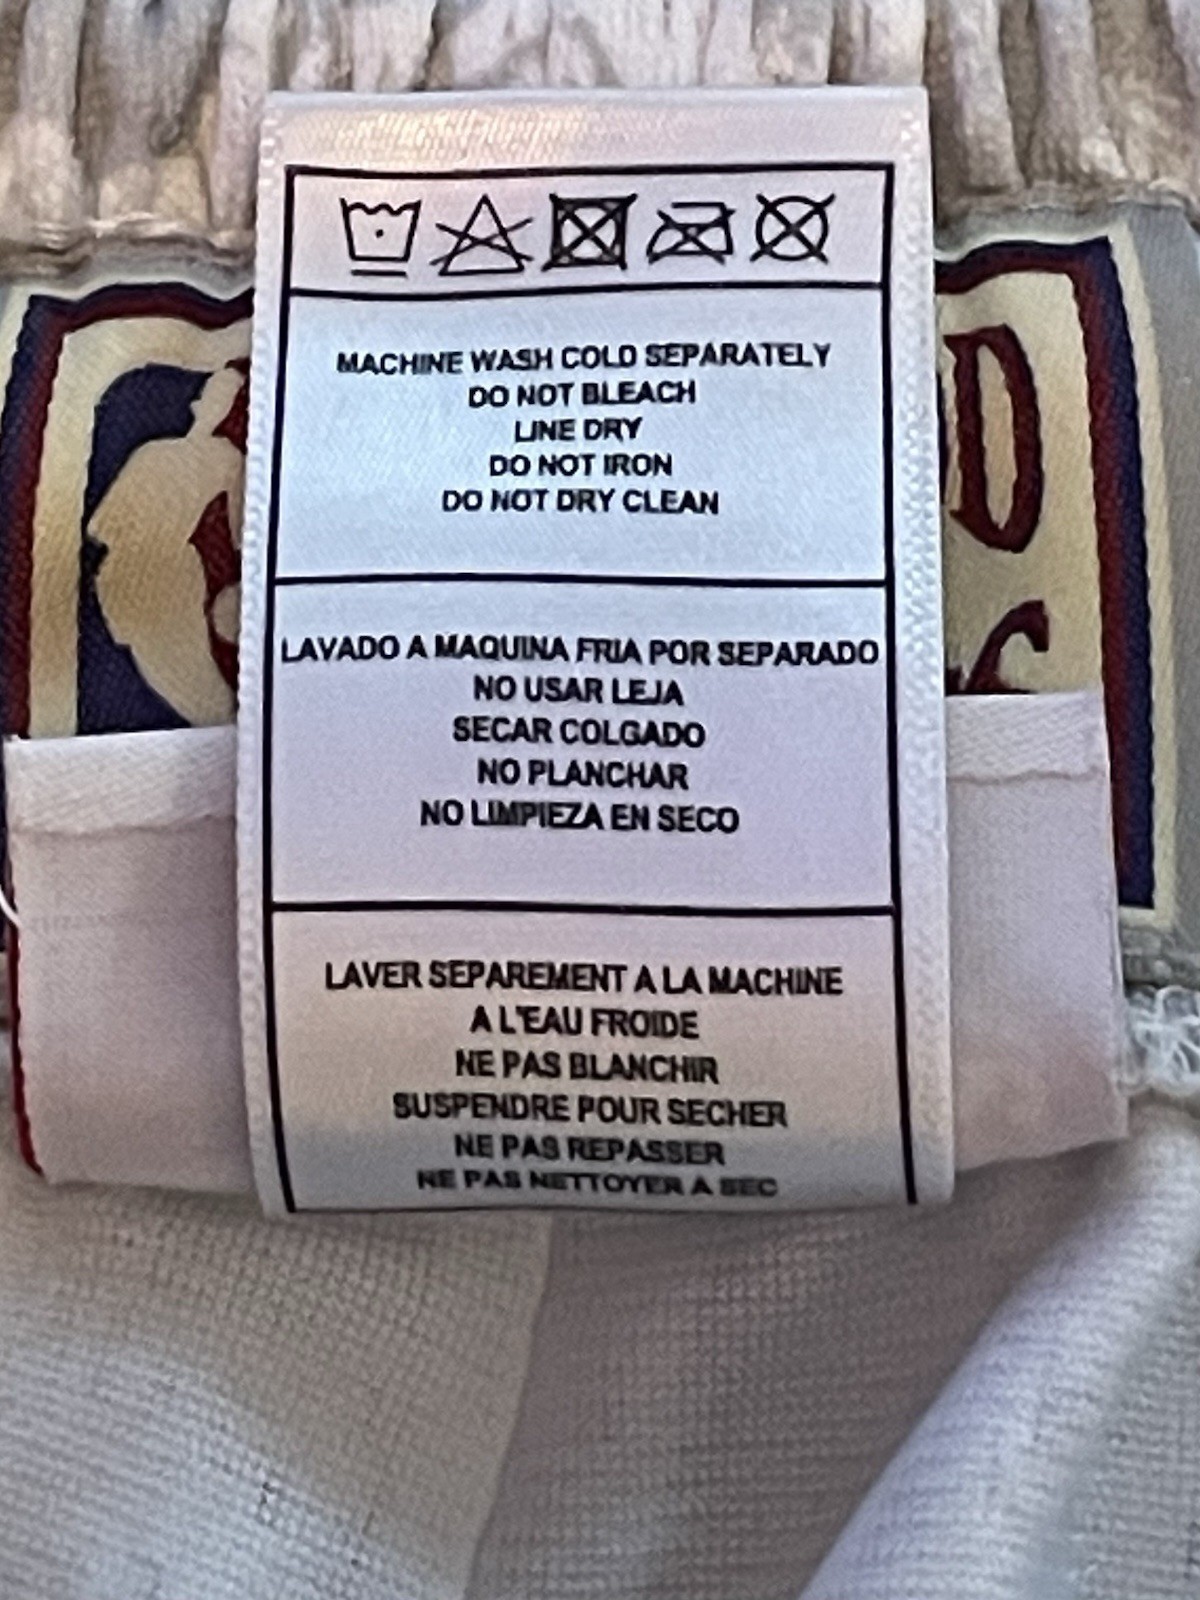 MACHINE WASH COLD SEPARATELY
DO NOT BLEACH
LINE DRY
DO NOT IRON
DO NOT DRY CLEAN
LAVADO A MAQUINA FRIA POR SEPARADO
NO USAR LEJA
SECAR COLGADO
NO PLANCHAR
NO LIMPIEZA EN SECO
LAVER SEPAREMENT A LA MACHINE
A L'EAU FROIDE
NE PAS BLANCHIR
SUSPENDRE POUR SECHER
NE PAS REPASSER
NE PAS NETTOYER A SEC